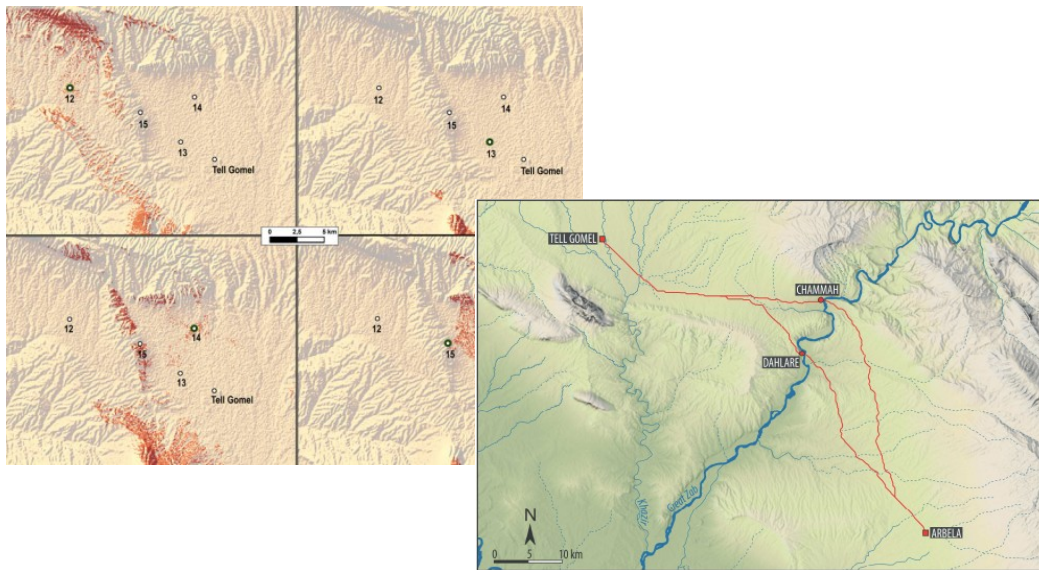 12
14
15
13
Tell Gomel
12
14
15
13
Tell Gomel
0 2,5 5 km
12
14
15
13
Tell Gomel
12
15
TELL GOMEL
CHAMMAH
DAHLARE
Great Zab
Khazir
ARBELA
N
0 5 10 km